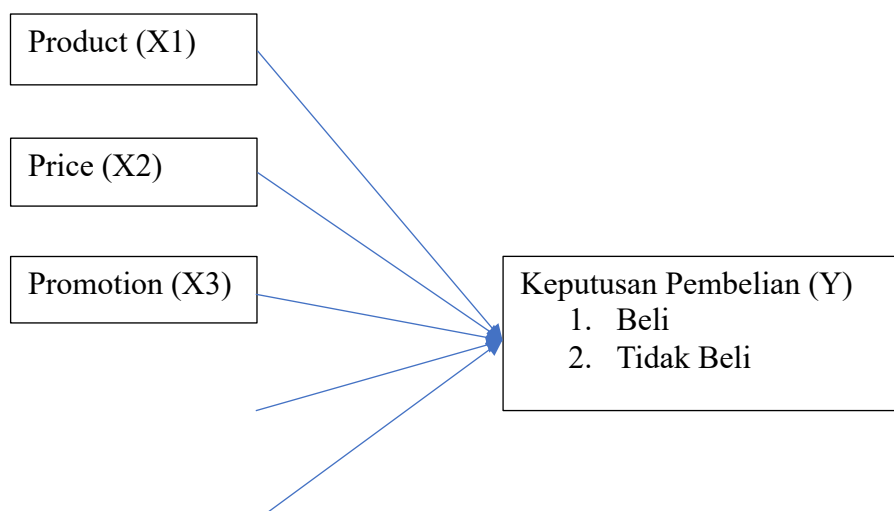 Product (X1)
Price (X2)
Promotion (X3)
Keputusan Pembelian (Y)
1. Beli
2. Tidak Beli